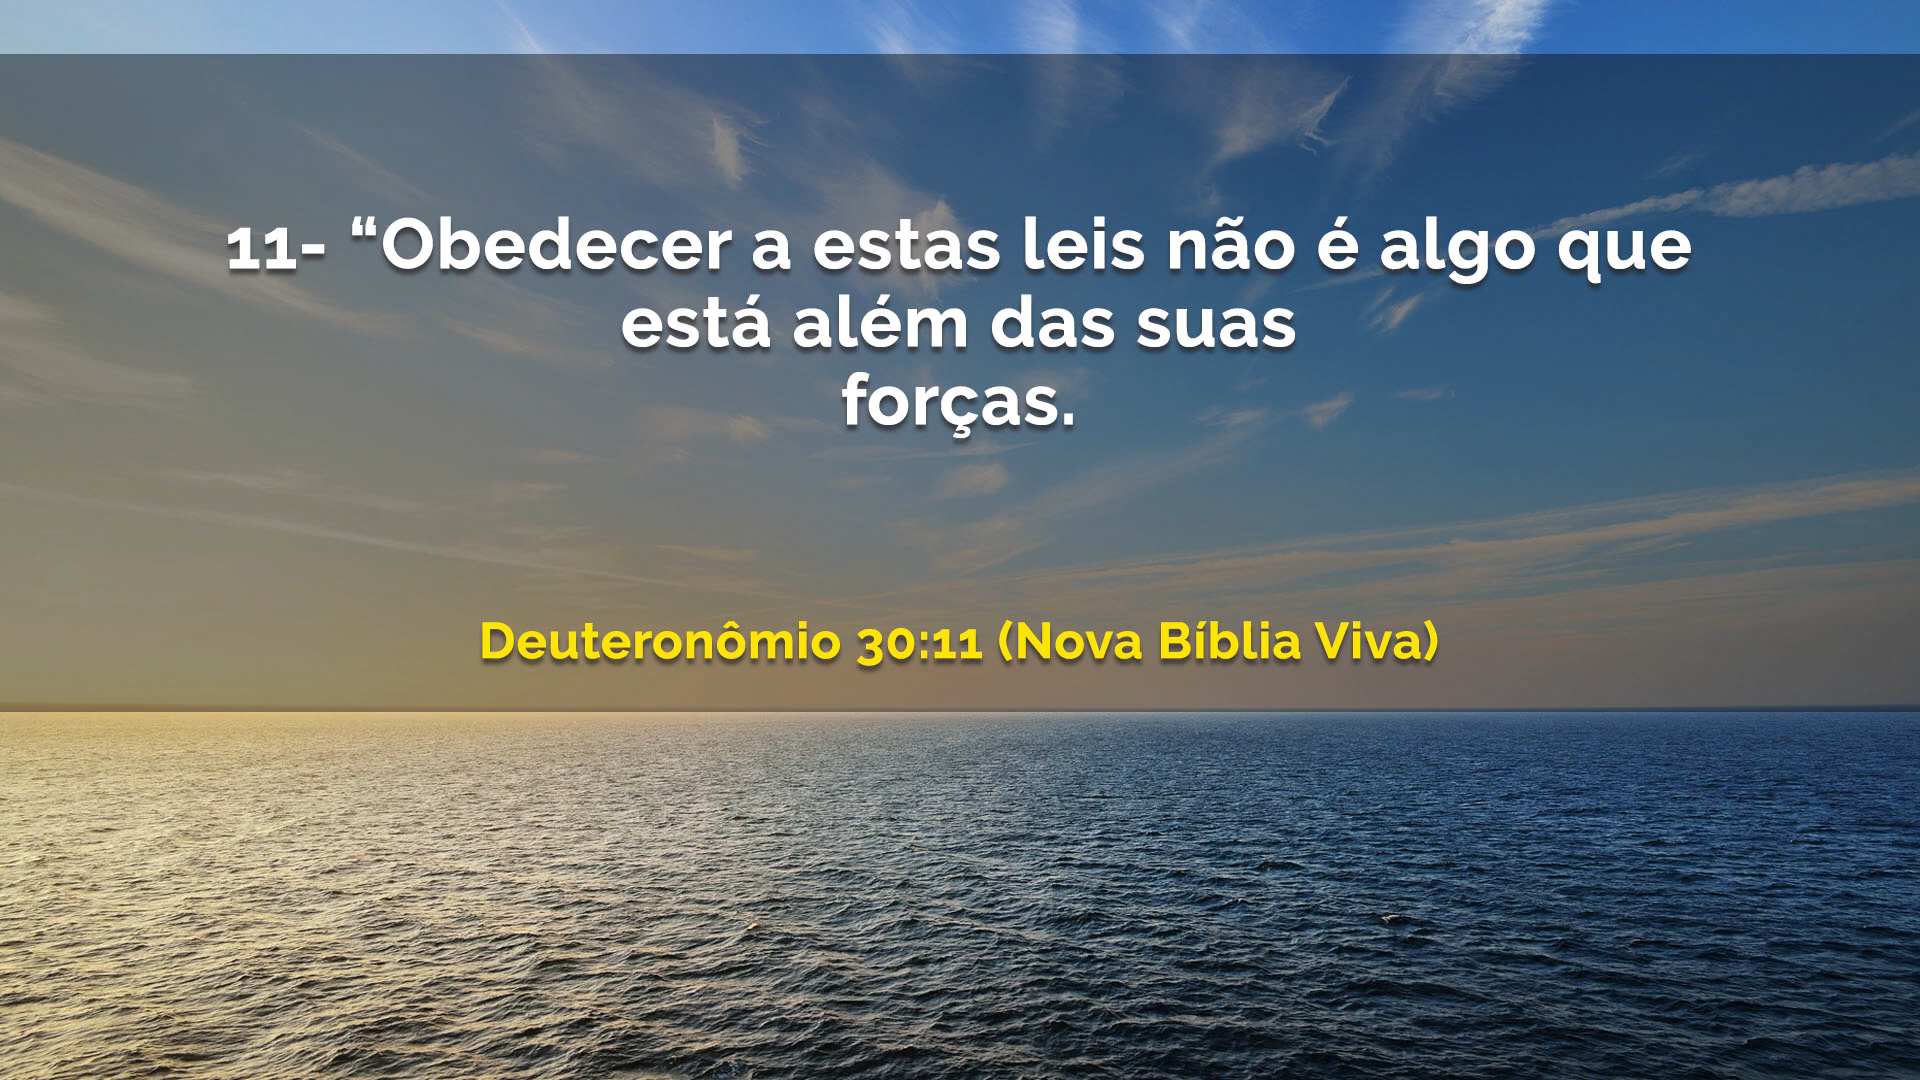 11- “Obedecer a estas leis não é algo que
está além das suas
forças.
Deuteronômio 30:11 (Nova Bíblia Viva)